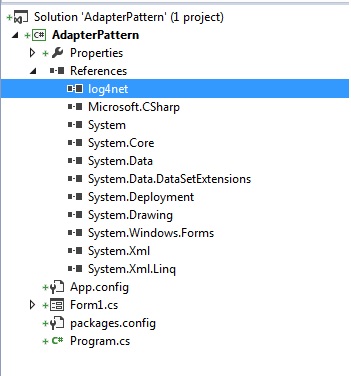 Solution 'AdapterPattern' (1 project)
C# AdapterPattern
Properties
References
log4net
Microsoft.CSharp
System
System.Core
System.Data
System.Data.DataSetExtensions
System.Deployment
System.Drawing
System.Windows.Forms
System.Xml
System.Xml.Linq
App.config
Form1.cs
packages.config
C# Program.cs